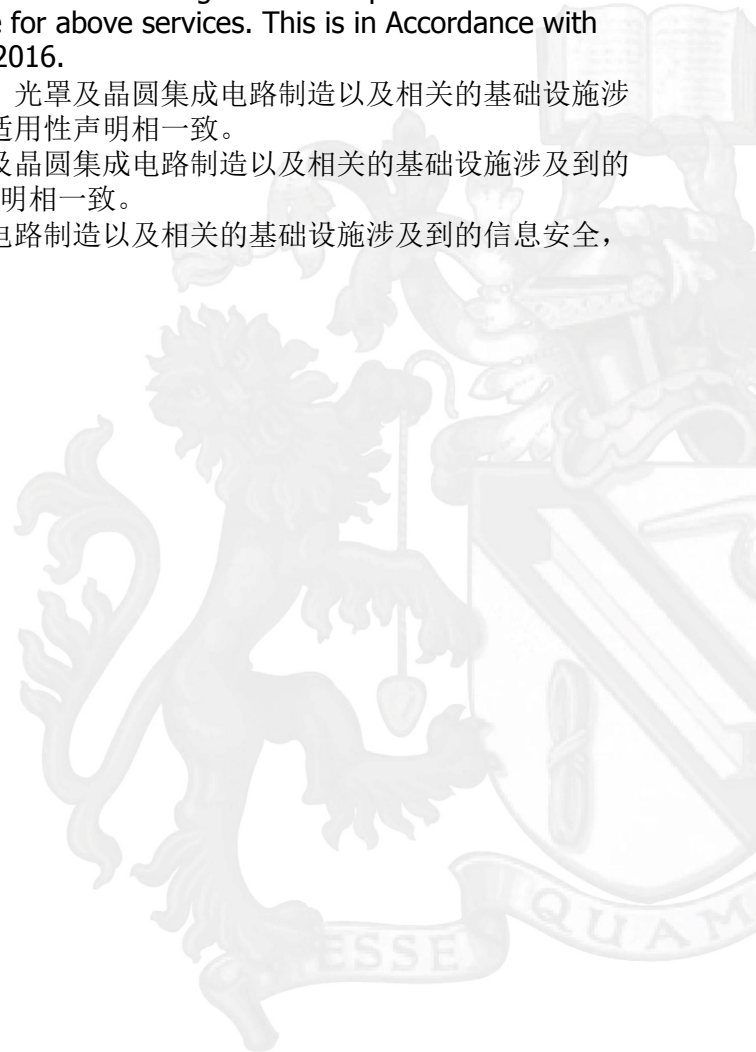 e for above services. This is in Accordance with
2016.
光罩及晶圆集成电路制造以及相关的基础设施涉
适用性声明相一致。
及晶圆集成电路制造以及相关的基础设施涉及到的
明相一致。
电路制造以及相关的基础设施涉及到的信息安全，
ESSE
QUAM